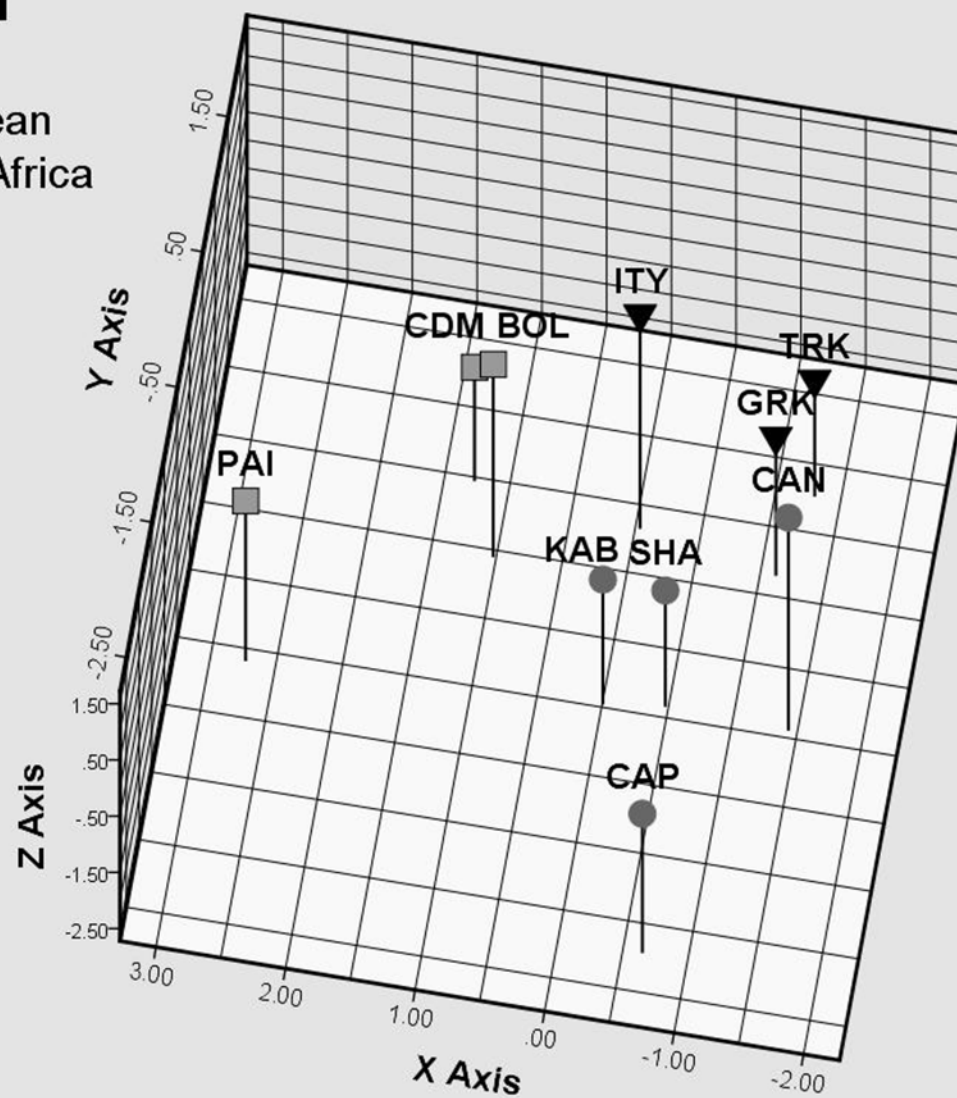 ean
Africa
1.50
.50
-.50
-1.50
-2.50
Y Axis
1.50
.50
-.50
-1.50
-2.50
Z Axis
3.00
2.00
1.00
.00
-1.00
-2.00
X Axis
ITY
CDM BOL
TRK
GRK
PAI
CAN
KAB SHA
CAP